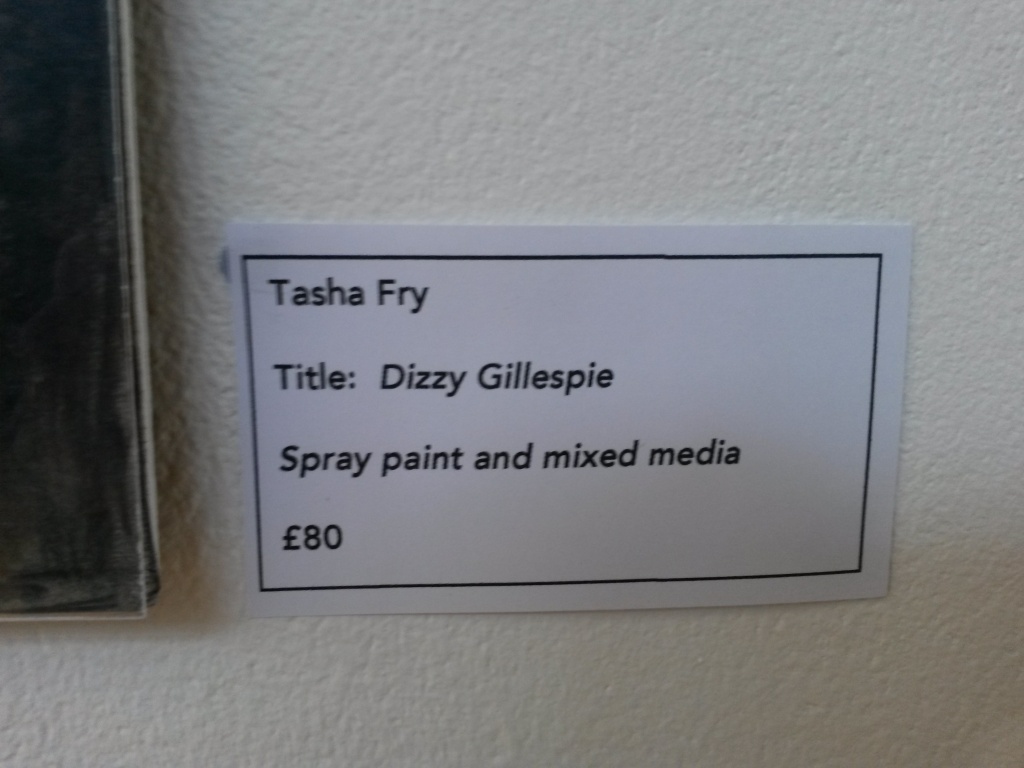 Tasha Fry
Title: Dizzy Gillespie
Spray paint and mixed media
£80